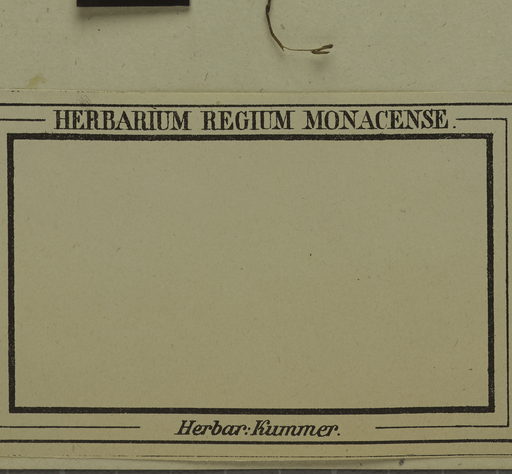 HERBARIUM REGIUM MONACENSE.
Herbar: Kummer.